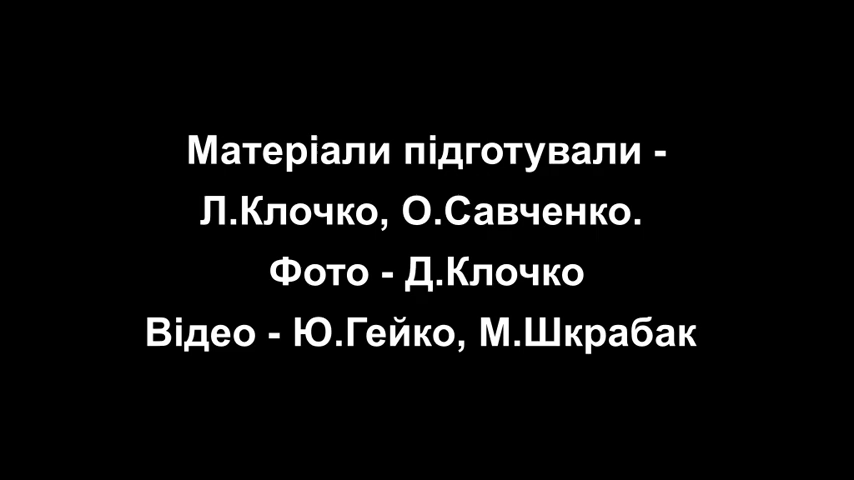 Матеріали підготували -
Л.Клочко, О.Савченко.
Фото - Д.Клочко
Відео - Ю.Гейко, М.Шкрабак